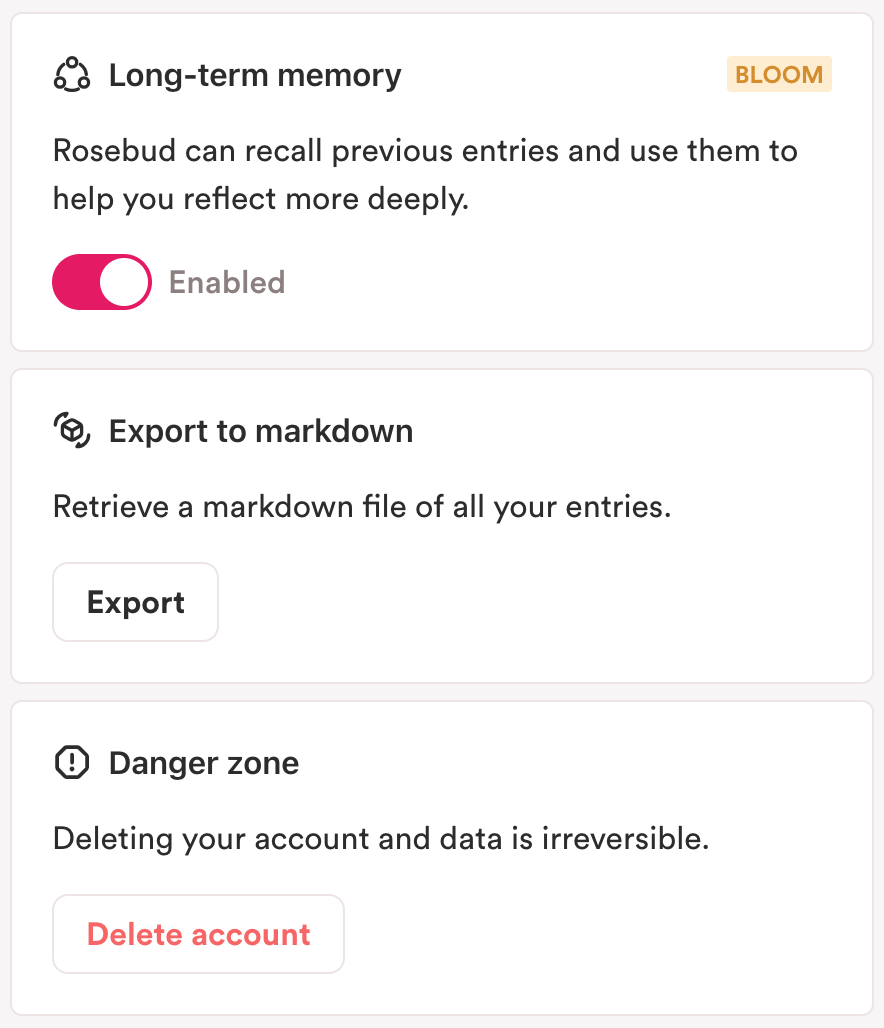 Long-term memory
BLOOM
Rosebud can recall previous entries and use them to
help you reflect more deeply.
Enabled
Export to markdown
Retrieve a markdown file of all your entries.
Export
Danger zone
Deleting your account and data is irreversible.
Delete account